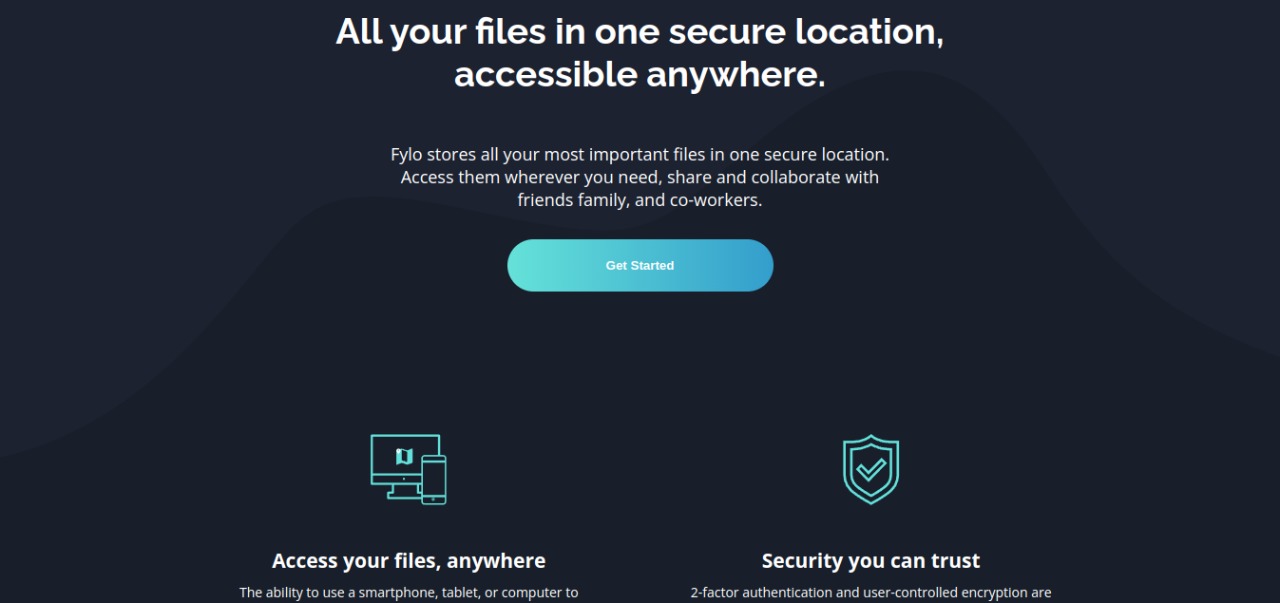 All your files in one secure location,
accessible anywhere.
Fylo stores all your most important files in one secure location.
Access them wherever you need, share and collaborate with
friends family, and co-workers.
Get Started
Access your files, anywhere
The ability to use a smartphone, tablet, or computer to
Security you can trust
2-factor authentication and user-controlled encryption are